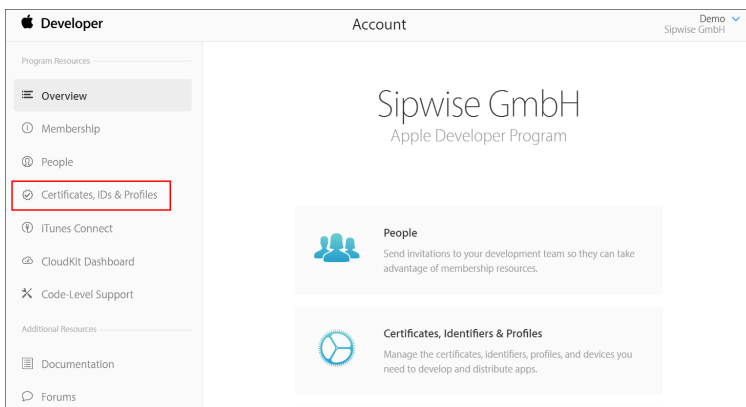 Developer
Account
Demo
Sipwise GmbH
Program Resources
Overview
Membership
People
Certificates, IDs & Profiles
iTunes Connect
CloudKit Dashboard
Code-Level Support
Additional Resources
Documentation
Forums
Sipwise GmbH
Apple Developer Program
People
Send invitations to your development team so they can take
advantage of membership resources.
Certificates, Identifiers & Profiles
Manage the certificates, identifiers, profiles, and devices you
need to develop and distribute apps.